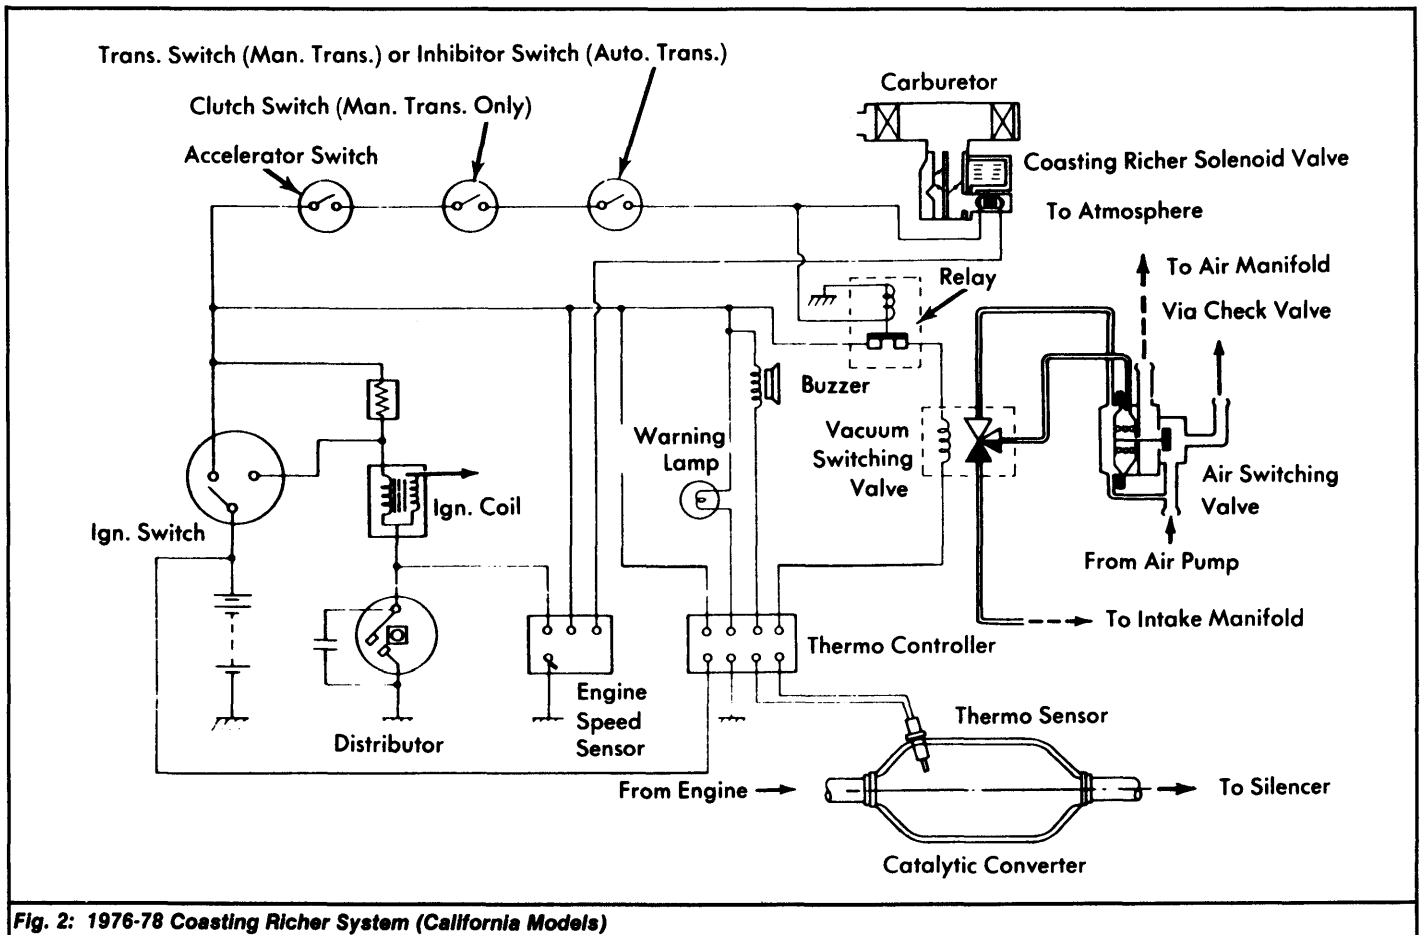 Trans. Switch (Man. Trans.) or Inhibitor Switch (Auto. Trans.)
Clutch Switch (Man. Trans. Only)
Accelerator Switch
Carburetor
Coasting Richer Solenoid Valve
To Atmosphere
To Air Manifold
Via Check Valve
Relay
Buzzer
Warning
Lamp
Vacuum
Switching
Valve
Air Switching
Valve
Ign. Switch
Ign. Coil
From Air Pump
To Intake Manifold
Thermo Controller
Engine
Speed
Sensor
Distributor
Thermo Sensor
From Engine
To Silencer
Catalytic Converter
Fig. 2: 1976-78 Coasting Richer System (California Models)